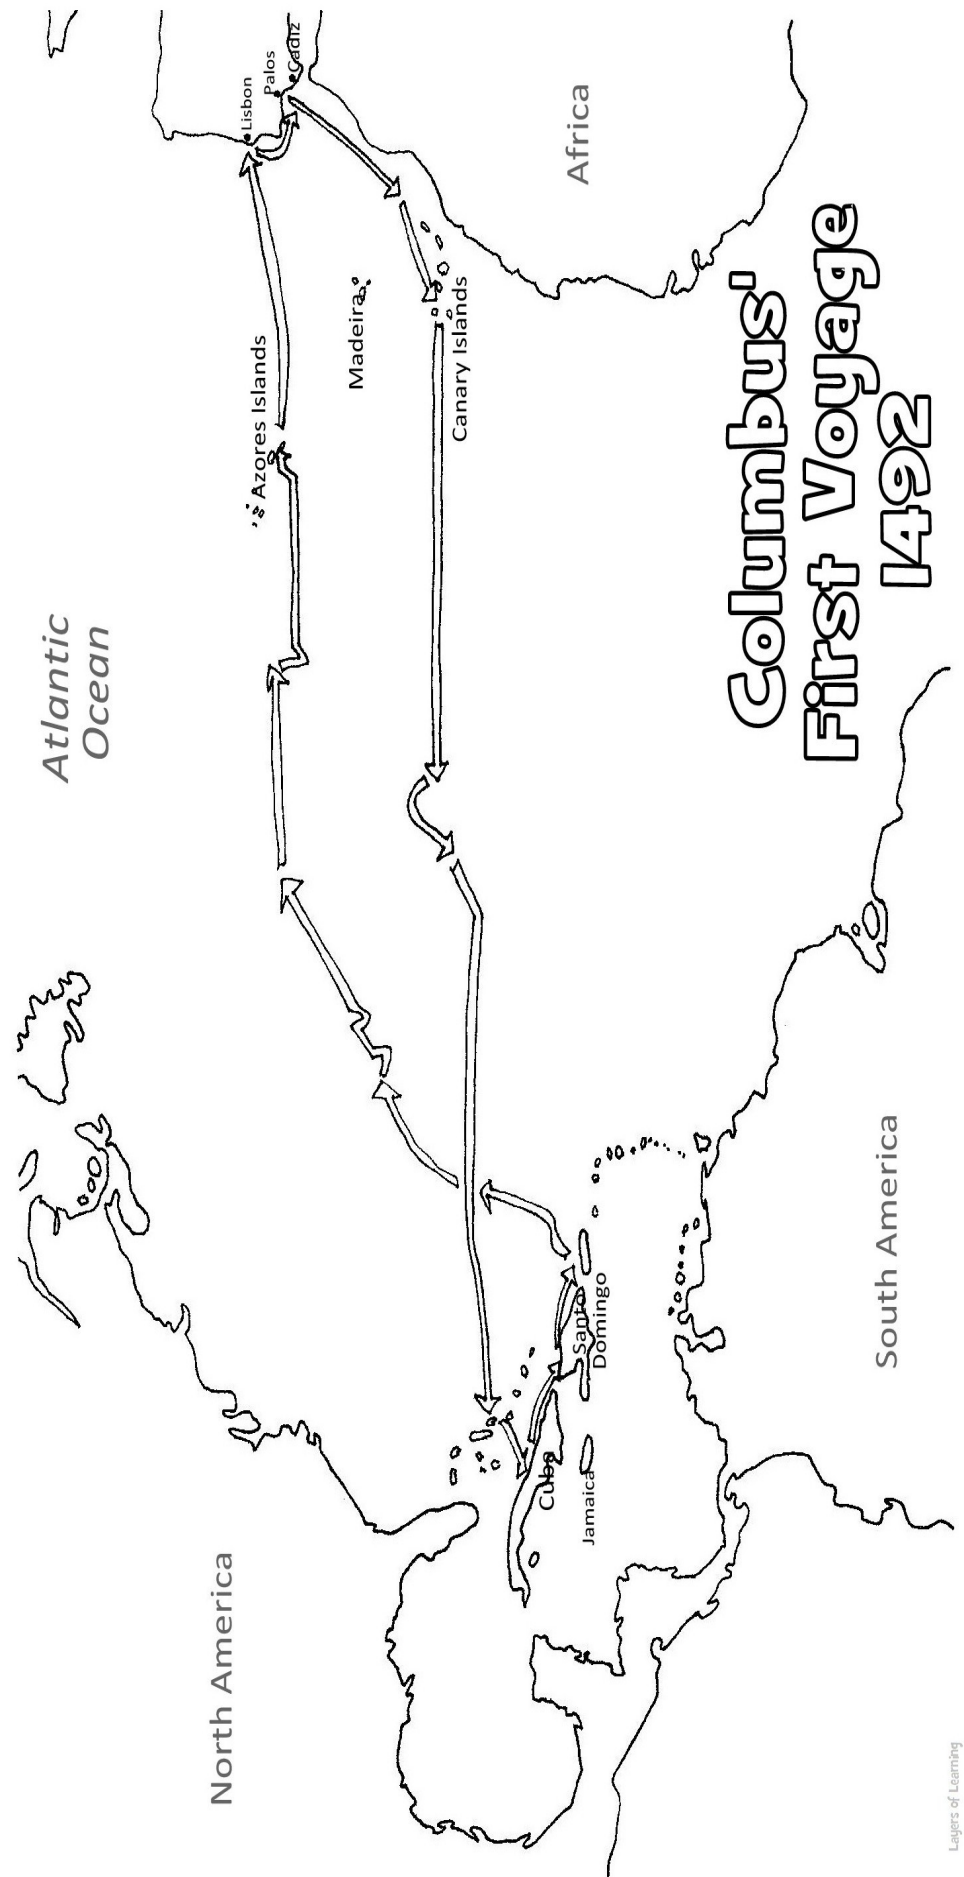 Atlantic
Ocean
North America
Azores Islands
Lisbon
Palos
Cadiz
Madeira
Canary Islands
Africa
Cuba
Jamaica
Santo
Domingo
South America
Columbus'
First Voyage
1492
Layers of Learning